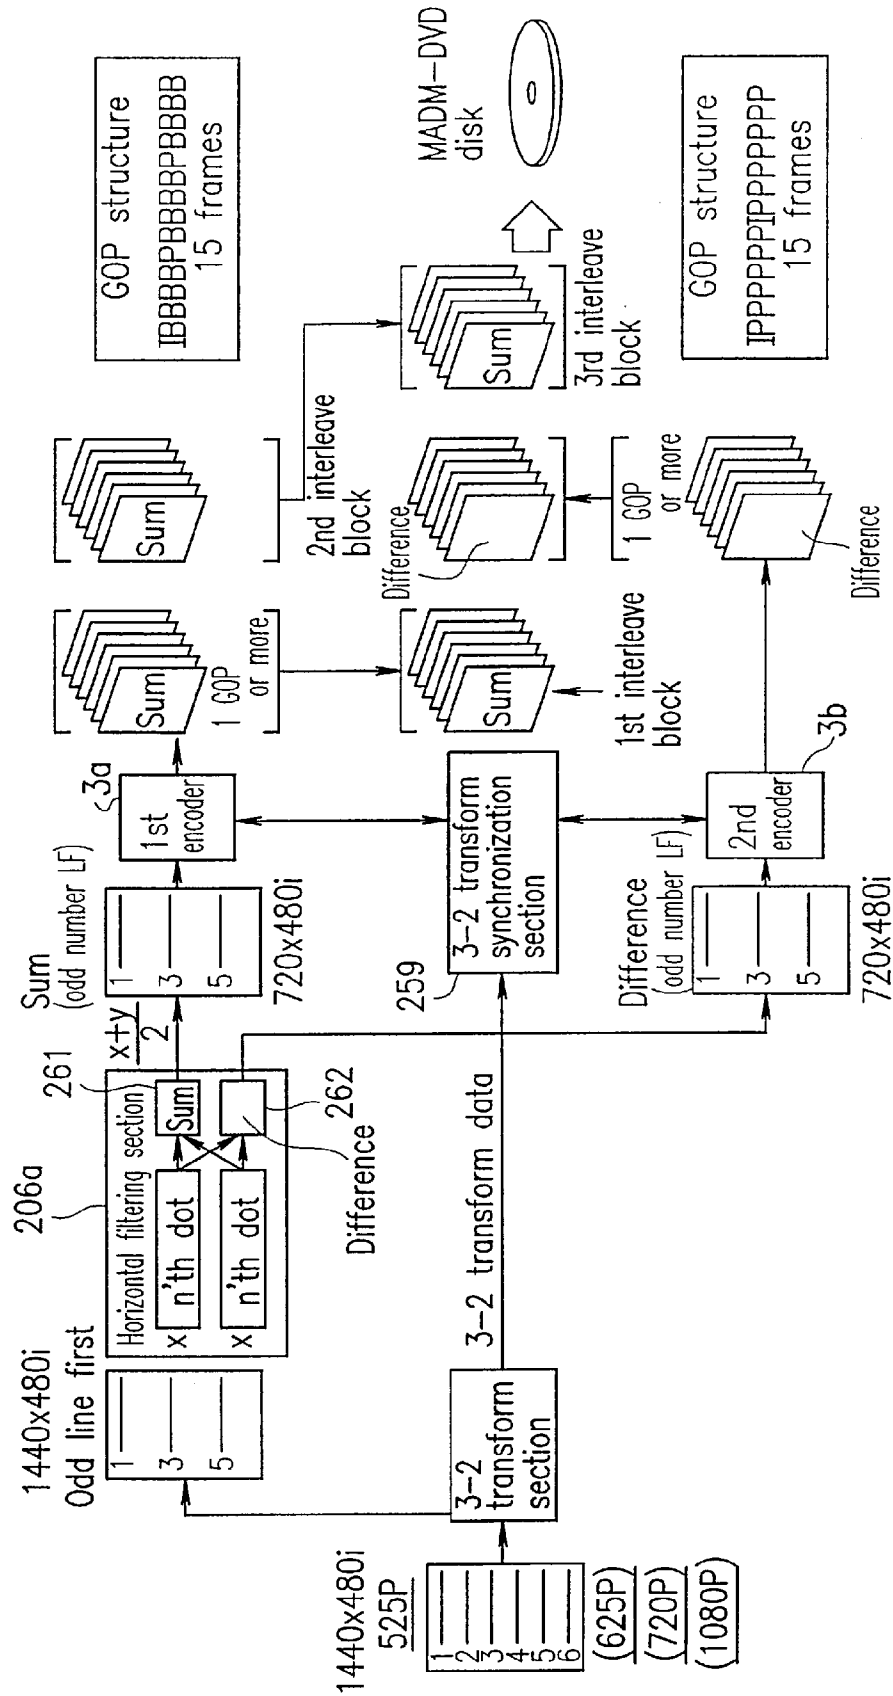 1440x480i
525P
1
2
3
4
5
6
(625P)
(720P)
(1080P)
3-2
transform
section
1440x480i
Odd line first
1
3
5
206a
Horizontal filtering section
x
n'th dot
x
n'th dot
Sum
261
262
Difference
x+y
2
3-2 transform data
Sum
(odd number LF)
1
3
5
720x480i
259
3-2 transform
synchronization
section
Difference
(odd number LF)
1
3
5
720x480i
3a
1st
encoder
3b
2nd
encoder
Sum
1 GOP
or more
Sum
1st interleave
block
Sum
2nd interleave
block
Difference
1 GOP
or more
Difference
Sum
3rd interleave
block
MADM-DVD
disk
GOP structure
IBBBBPBBBBPBBBB
15 frames
GOP structure
IPPPPPPIPPPPPPP
15 frames